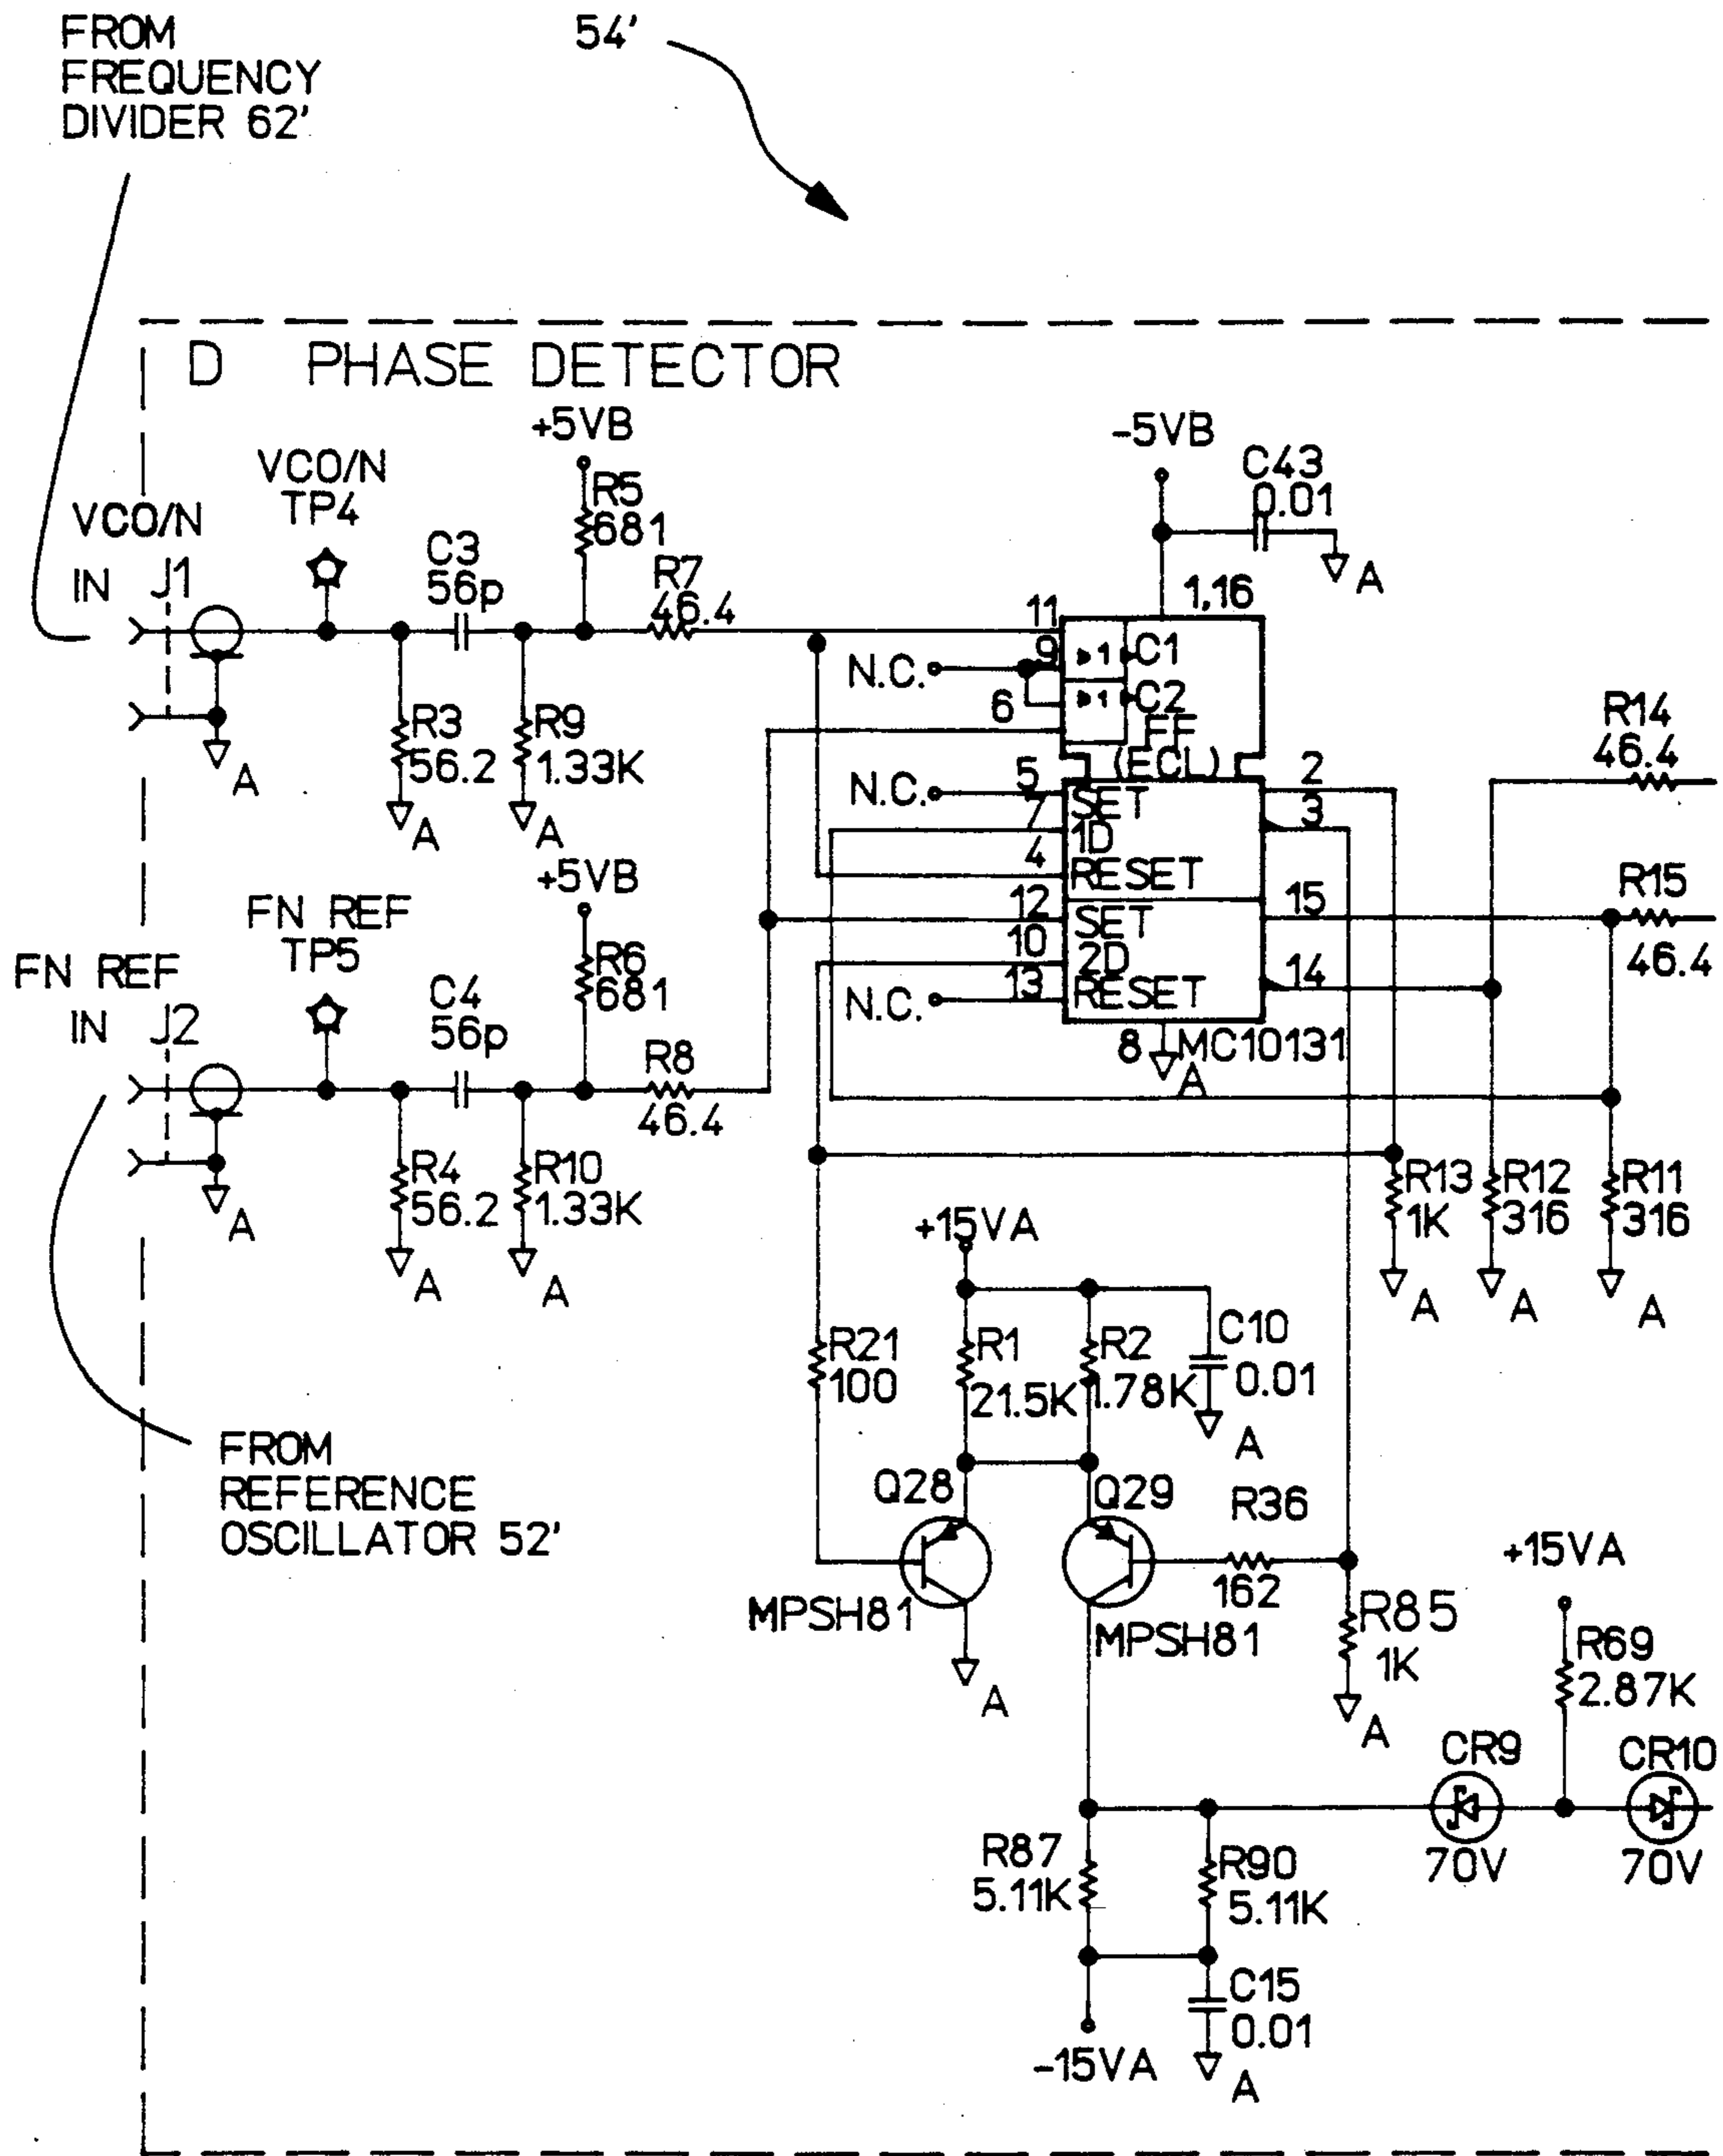 FROM
FREQUENCY
DIVIDER 62'
54'
D PHASE DETECTOR
+5VB
-5VB
VCO/N
TP4
R5
681
C43
0.01
VCO/N
IN J1
C3
56p
R7
46.4
A
1,16
11
9
6
N.C.
1 C1
1 C2
FF
(ECL)
R3
56.2
A
R9
1.33K
A
A
R14
46.4
N.C.
5
7
4
SET
1D
RESET
2
3
+5VB
FN REF
TP5
R6
681
12
10
13
SET
2D
RESET
15
14
R15
46.4
FN REF
IN J2
C4
56p
N.C.
R8
46.4
8
MC10131
A
R4
56.2
A
R10
1.33K
A
A
R13
1K
A
R12
316
A
R11
316
A
+15VA
R21
100
R1
21.5K
R2
1.78K
C10
0.01
A
FROM
REFERENCE
OSCILLATOR 52'
Q28
Q29
R36
162
MPSH81
MPSH81
A
R85
1K
A
+15VA
R69
2.87K
CR9
70V
CR10
70V
R87
5.11K
R90
5.11K
C15
0.01
A
-15VA